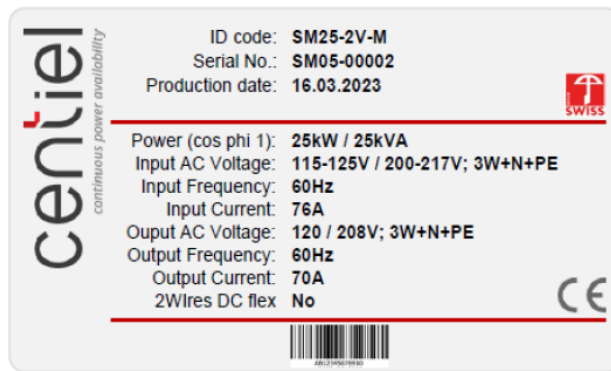 centiel
continuous power availability
ID code: SM25-2V-M
Serial No.: SM05-00002
Production date: 16.03.2023
SWISS
Power (cos phi 1): 25kW / 25kVA
Input AC Voltage: 115-125V / 200-217V; 3W+N+PE
Input Frequency: 60Hz
Input Current: 76A
Ouput AC Voltage: 120 / 208V; 3W+N+PE
Output Frequency: 60Hz
Output Current: 70A
2WIres DC flex No
CE